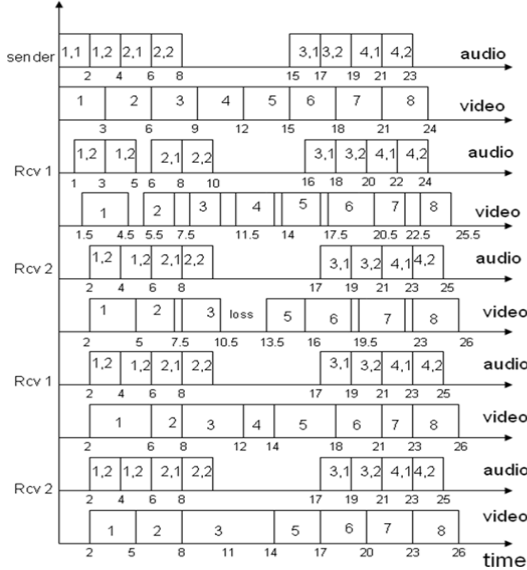 1,1 1,2 2,1 2,2 3,1 3,2 4,1 4,2
sender audio
2 4 6 8 15 17 19 21 23
1 2 3 4 5 6 7 8 video
3 6 9 12 15 18 21 24
1,2 1,2 2,1 2,2 3,1 3,2 4,1 4,2 audio
Rcv 1
1 3 5 6 8 10 16 18 20 22 24
1 2 3 4 5 6 7 8 video
1.5 4.5 5.5 7.5 11.5 14 17.5 20.5 22.5 25.5
1,2 1,2 2,1 2,2 3,1 3,2 4,1 4,2 audio
Rcv 2
2 4 6 8 17 19 21 23 25
1 2 3 loss 5 6 7 8 video
2 5 7.5 10.5 13.5 16 19.5 23 26
1,2 1,2 2,1 2,2 3,1 3,2 4,1 4,2 audio
Rcv 1
2 4 6 8 17 19 21 23 25
1 2 3 4 5 6 7 8 video
2 6 8 12 14 18 21 23 26
1,2 1,2 2,1 2,2 3,1 3,2 4,1 4,2 audio
Rcv 2
2 4 6 8 17 19 21 23 25
1 2 3 5 6 7 8 video
2 5 8 11 14 17 20 23 26
time